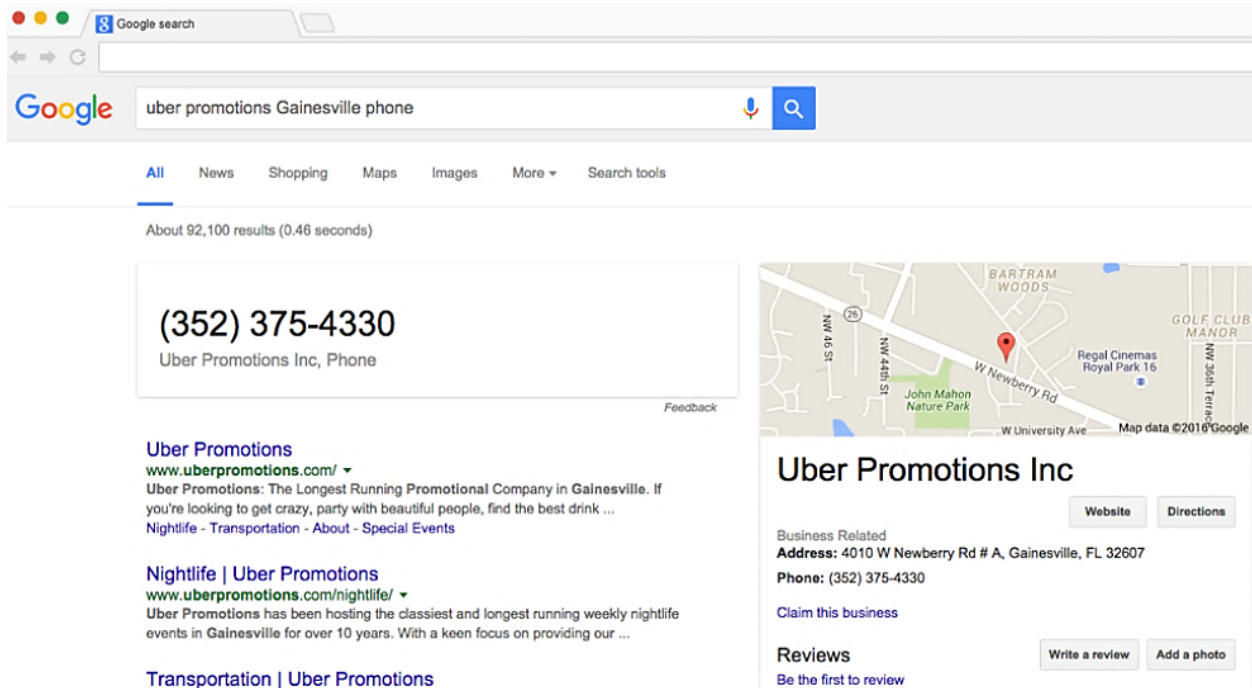 Google search
Google
uber promotions Gainesville phone
All News Shopping Maps Images More Search tools
About 92,100 results (0.46 seconds)
(352) 375-4330
Uber Promotions Inc, Phone
Feedback
Uber Promotions
www.uberpromotions.com/
Uber Promotions: The Longest Running Promotional Company in Gainesville. If
you're looking to get crazy, party with beautiful people, find the best drink ...
Nightlife - Transportation - About - Special Events
Nightlife | Uber Promotions
www.uberpromotions.com/nightlife/
Uber Promotions has been hosting the classiest and longest running weekly nightlife
events in Gainesville for over 10 years. With a keen focus on providing our ...
Transportation | Uber Promotions
BARTRAM
WOODS
26
GOLF CLUB
MANOR
NW 46 St
NW 44th St
NW 36th Terrace
Regal Cinemas
Royal Park 16
W Newberry Rd
John Mahon
Nature Park
W University Ave
Map data ©2016 Google
Uber Promotions Inc
Website Directions
Business Related
Address: 4010 W Newberry Rd # A, Gainesville, FL 32607
Phone: (352) 375-4330
Claim this business
Reviews
Write a review Add a photo
Be the first to review